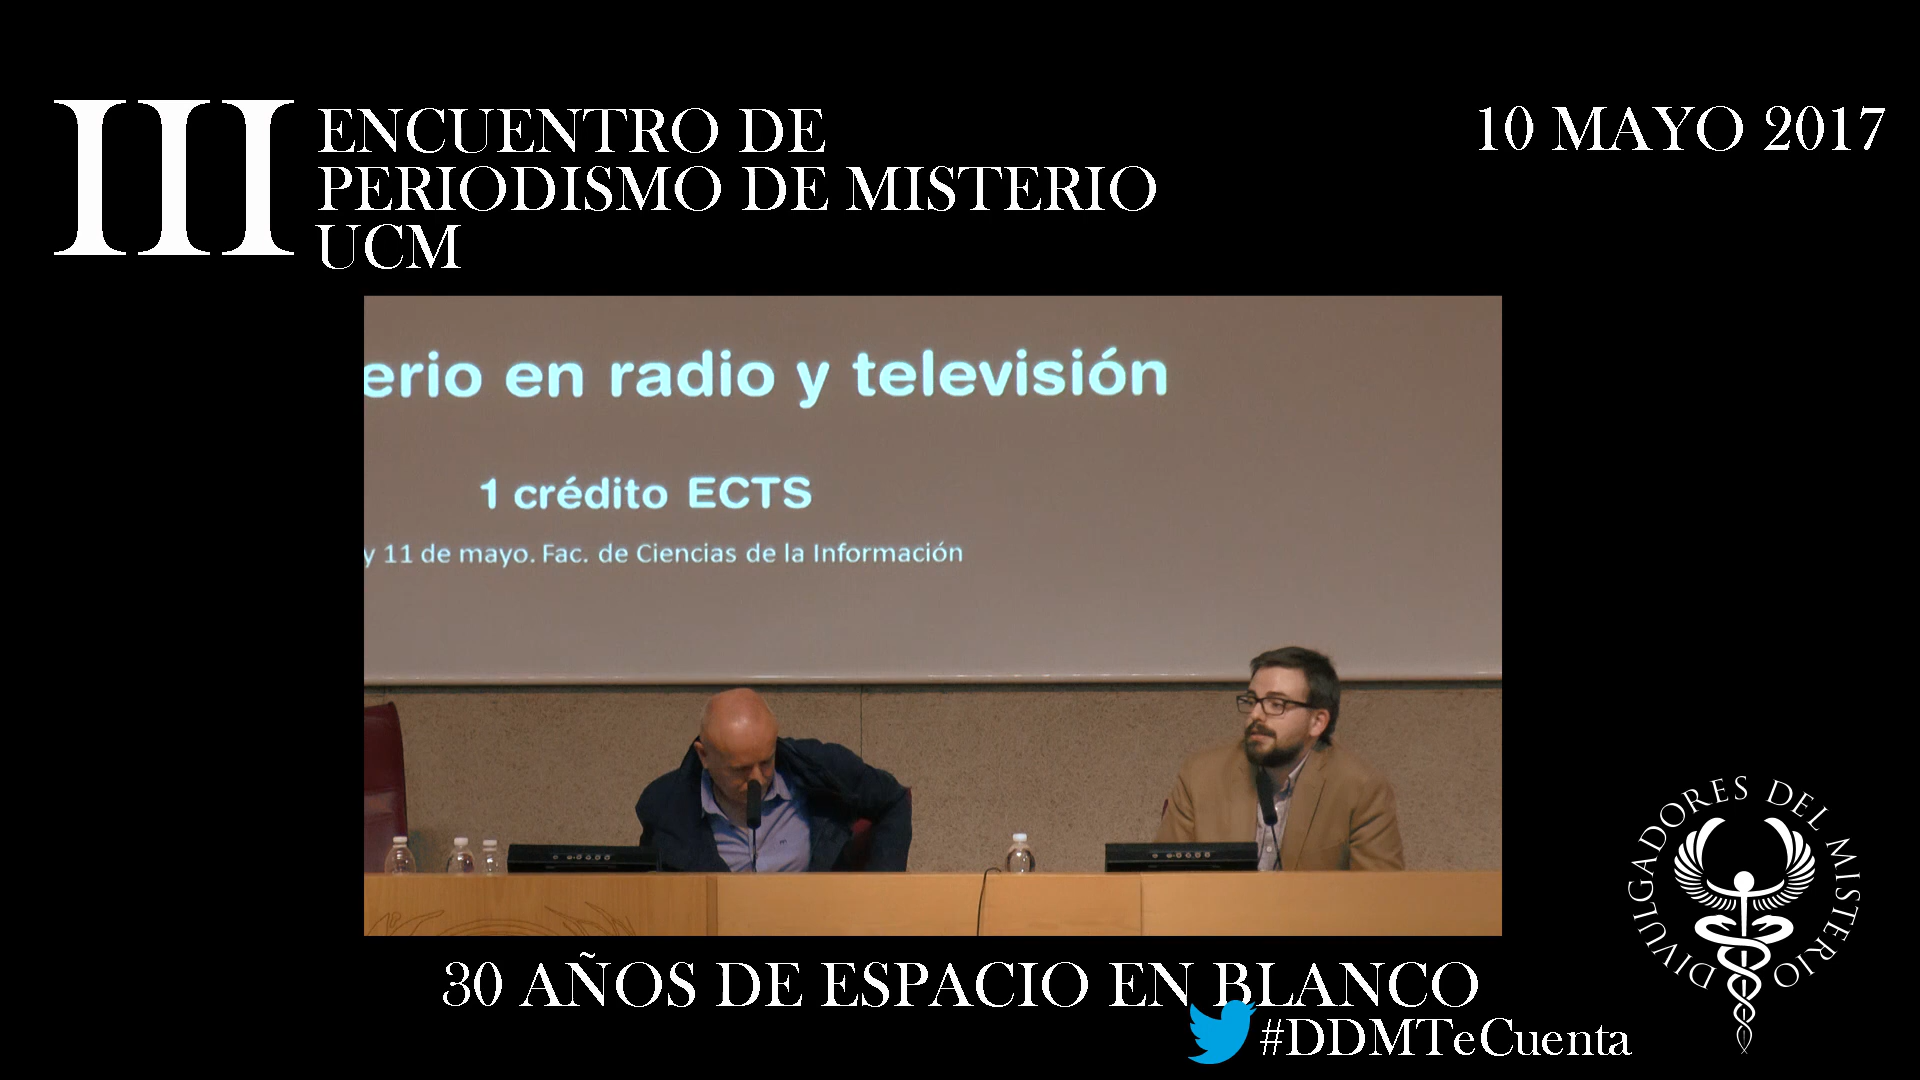 III
ENCUENTRO DE
PERIODISMO DE MISTERIO
UCM
10 MAYO 2017
erio en radio y televisión
1 crédito ECTS
y 11 de mayo. Fac. de Ciencias de la Información
30 AÑOS DE ESPACIO EN BLANCO
#DDMTeCuenta
DIVULGADORES DEL MISTERIO